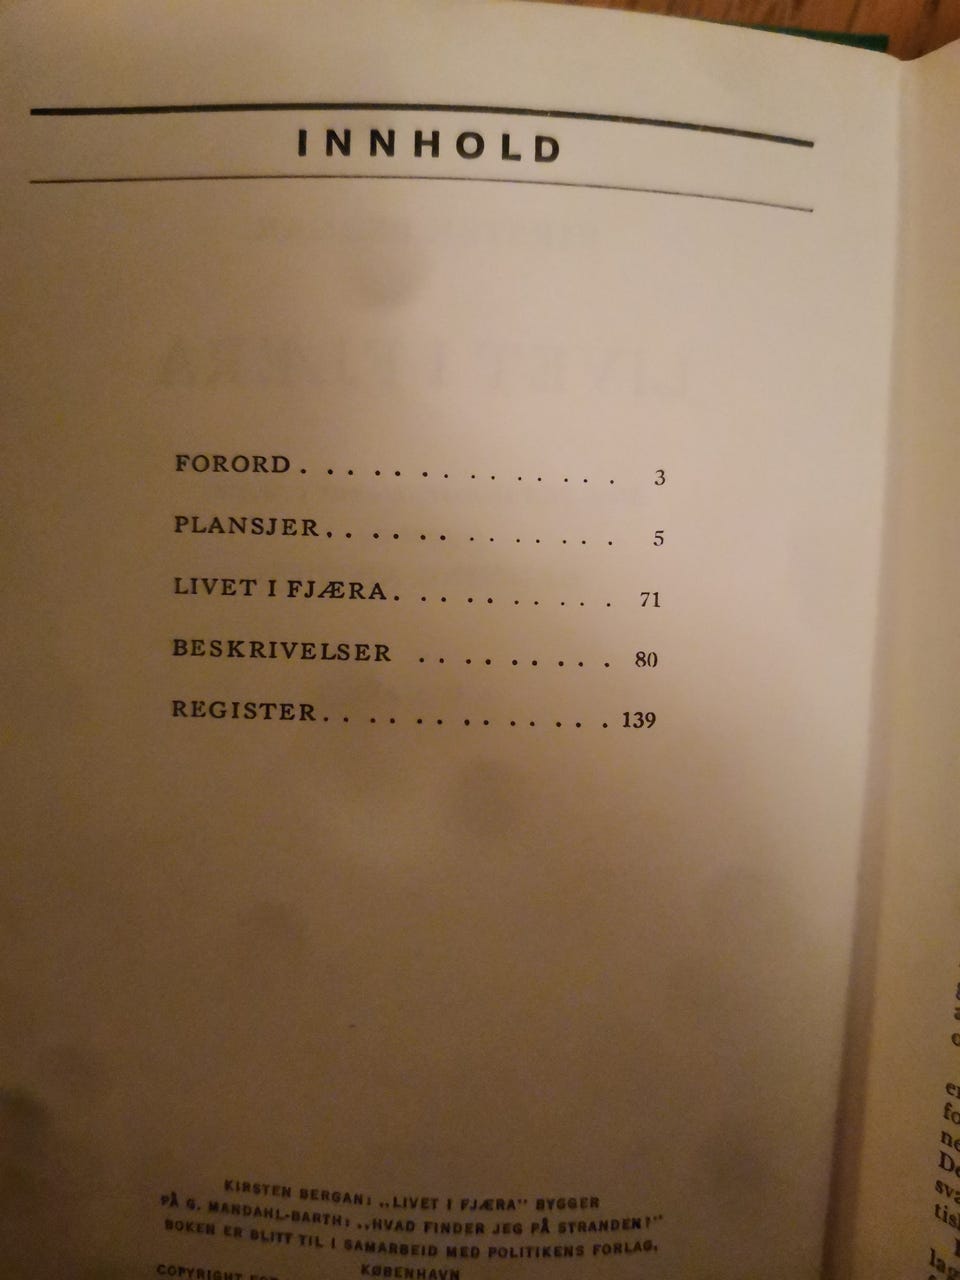 INNHOLD
FORORD . . . . . . . . . . . . . . 3
PLANSJER. . . . . . . . . . . . . 5
LIVET I FJÆRA. . . . . . . . . . 71
BESKRIVELSER . . . . . . . . . 80
REGISTER. . . . . . . . . . . . . 139
KIRSTEN BERGAN: „LIVET I FJÆRA" BYGGER
PÅ G. MANDAHL-BARTH: „HVAD FINDER JEG PÅ STRANDEN?"
BOKEN ER BLITT TIL I SAMARBEID MED POLITIKENS FORLAG,
KØBENHAVN
COPYRIGHT